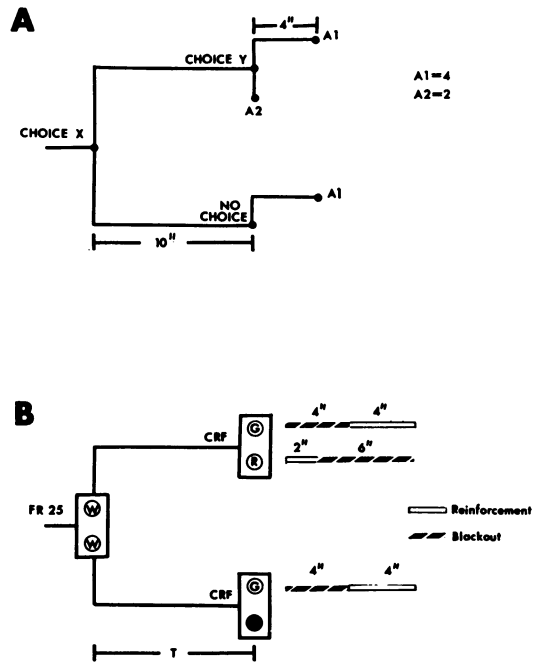 A
4"
A1
CHOICE Y
A1=4
A2=2
A2
CHOICE X
NO
CHOICE
A1
10"
B
4" 4"
CRF
G
2" 6"
R
FR 25
W
W
Reinforcement
Blackout
4" 4"
CRF
G
T